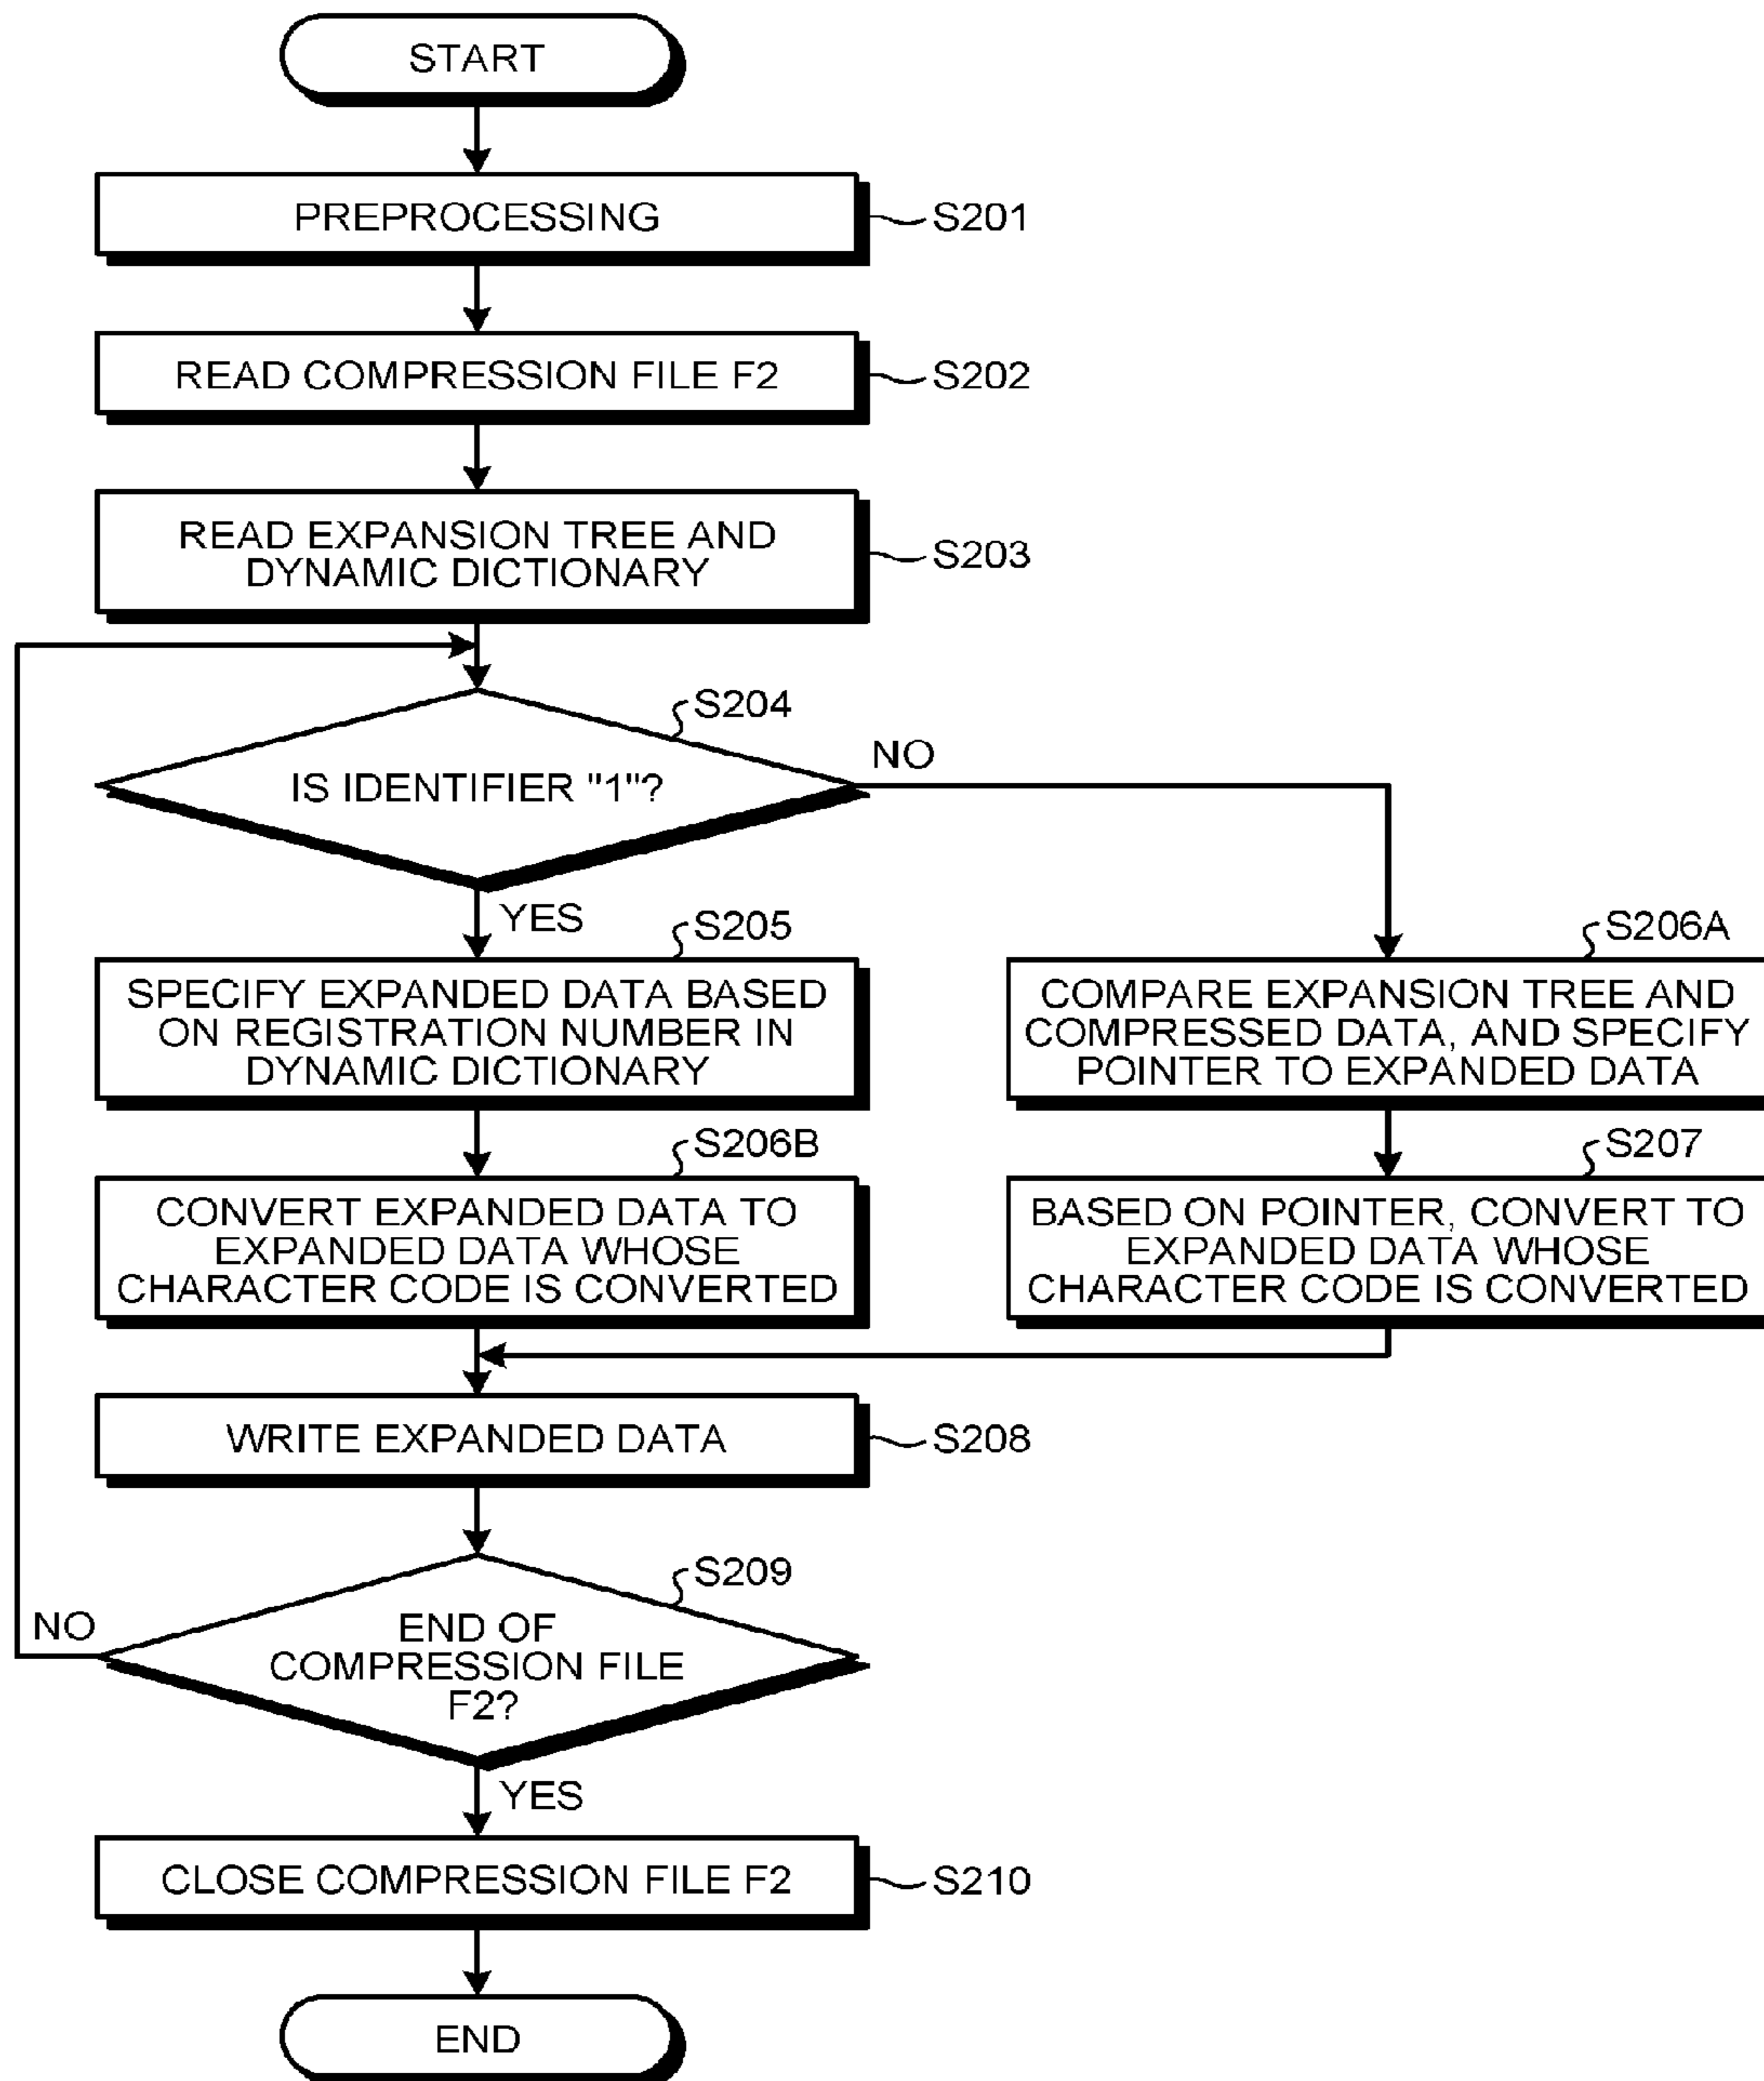 START
PREPROCESSING
S201
READ COMPRESSION FILE F2
S202
READ EXPANSION TREE AND
DYNAMIC DICTIONARY
S203
S204
IS IDENTIFIER "1"?
NO
YES
S205
SPECIFY EXPANDED DATA BASED
ON REGISTRATION NUMBER IN
DYNAMIC DICTIONARY
S206A
COMPARE EXPANSION TREE AND
COMPRESSED DATA, AND SPECIFY
POINTER TO EXPANDED DATA
S206B
CONVERT EXPANDED DATA TO
EXPANDED DATA WHOSE
CHARACTER CODE IS CONVERTED
S207
BASED ON POINTER, CONVERT TO
EXPANDED DATA WHOSE
CHARACTER CODE IS CONVERTED
WRITE EXPANDED DATA
S208
S209
END OF
COMPRESSION FILE
F2?
NO
YES
CLOSE COMPRESSION FILE F2
S210
END